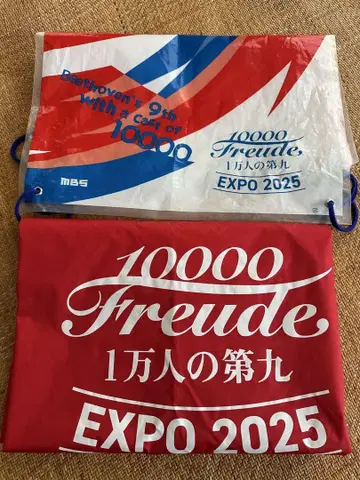 Beethoven's 9th
with a Cast of
10000
MBS
10000
Freude
1万人の第九
EXPO 2025
10000
Freude
1万人の第九
EXPO 2025